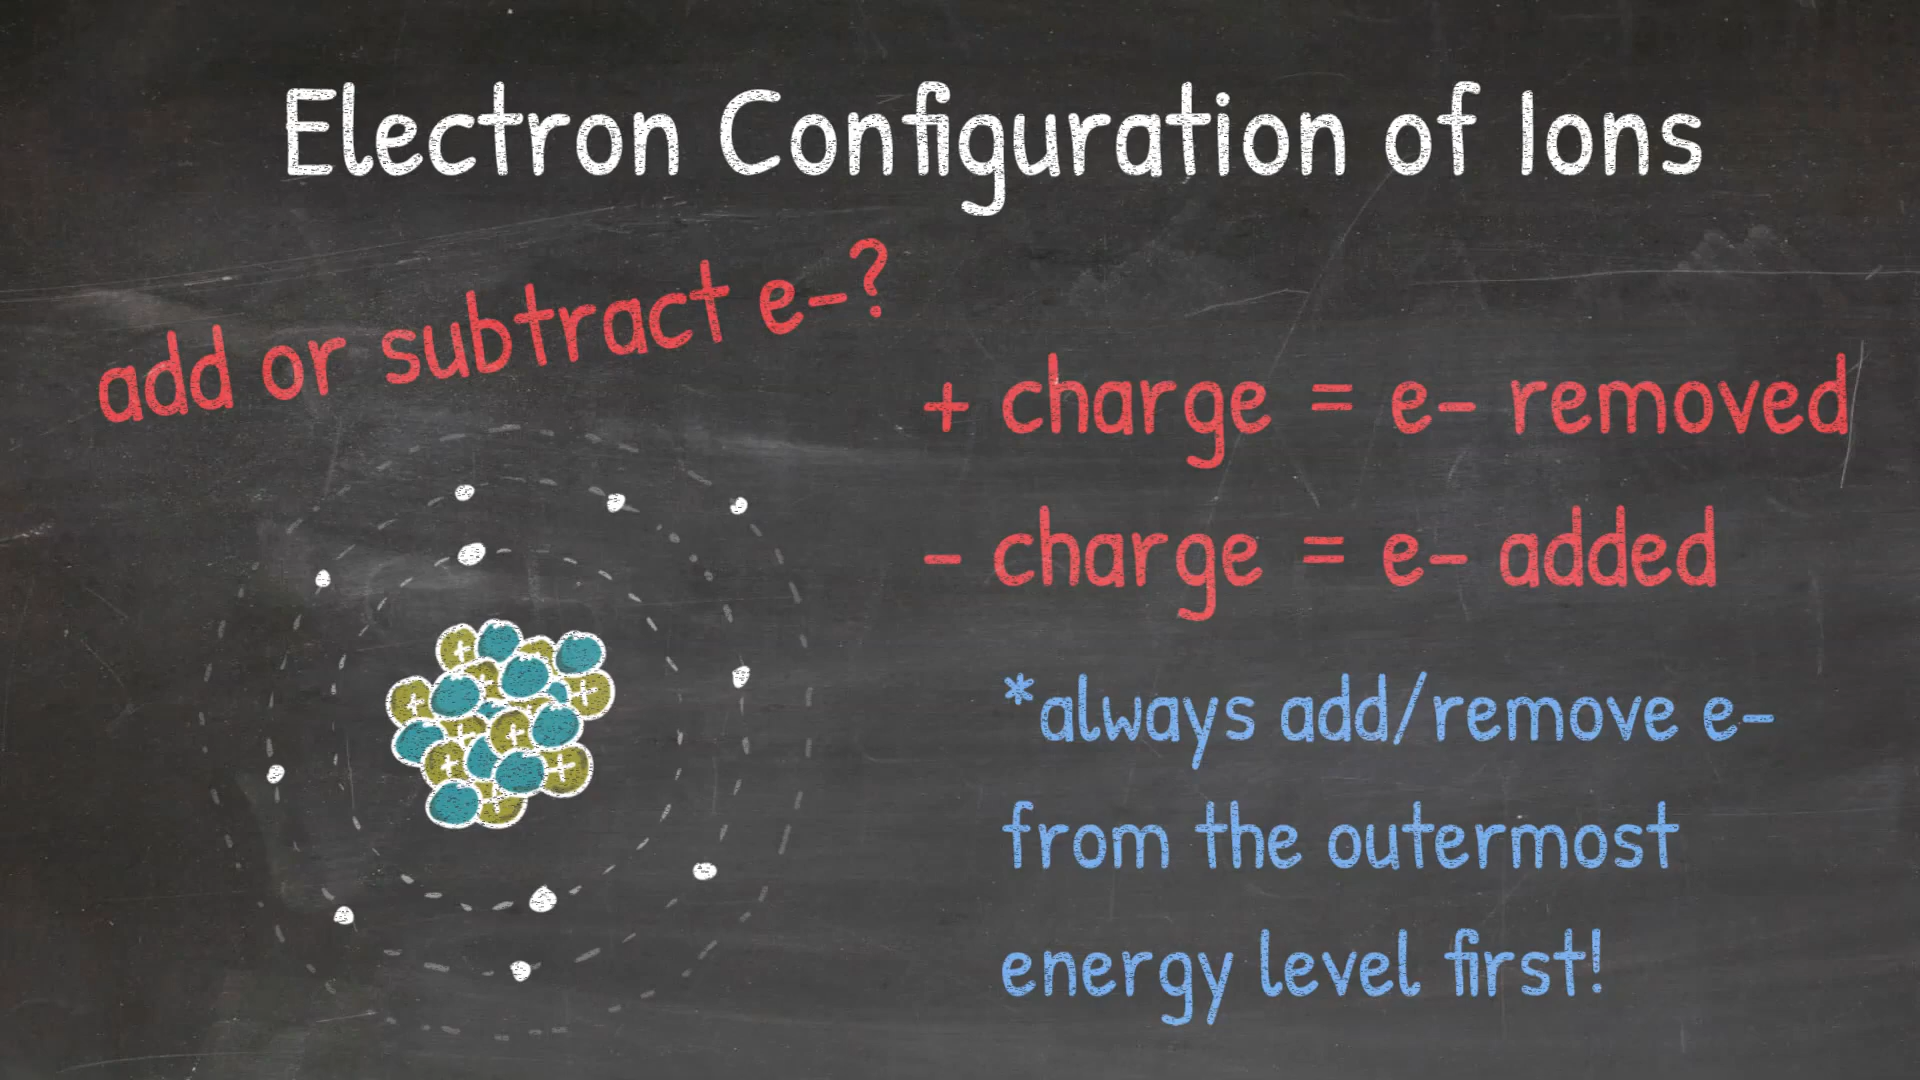 Electron Configuration of Ions
add or subtract e-?
+ charge = e- removed
- charge = e- added
*always add/remove e-
from the outermost
energy level first!